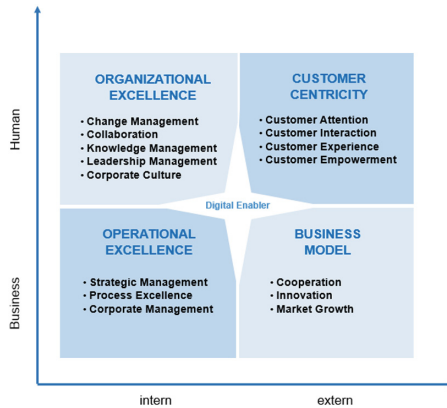 Human
Business
ORGANIZATIONAL
EXCELLENCE
• Change Management
• Collaboration
• Knowledge Management
• Leadership Management
• Corporate Culture
CUSTOMER
CENTRICITY
• Customer Attention
• Customer Interaction
• Customer Experience
• Customer Empowerment
Digital Enabler
OPERATIONAL
EXCELLENCE
• Strategic Management
• Process Excellence
• Corporate Management
BUSINESS
MODEL
• Cooperation
• Innovation
• Market Growth
intern
extern